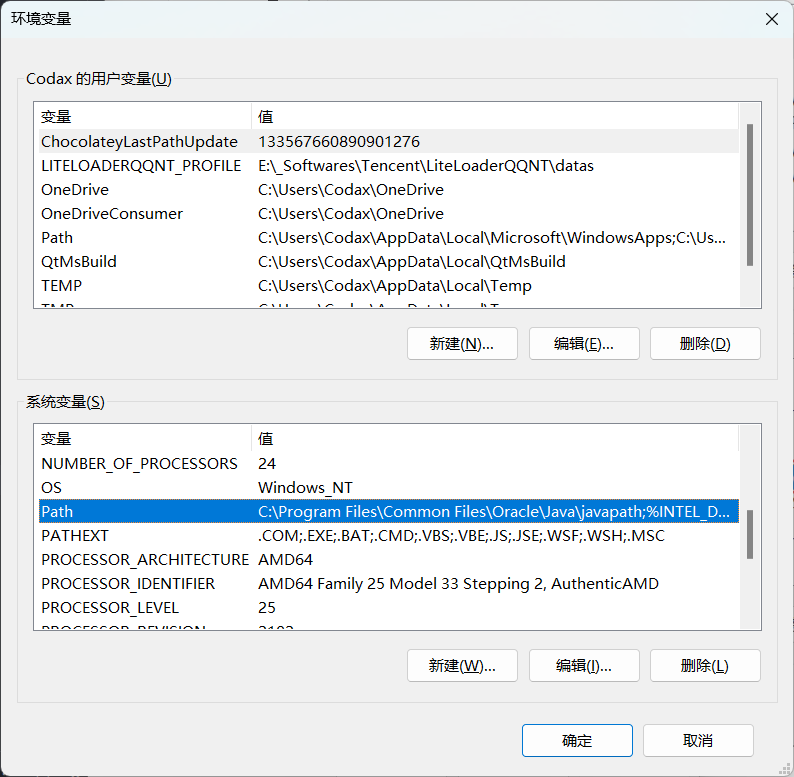 环境变量
Codax 的用户变量(U)
变量 值
ChocolateyLastPathUpdate 133567660890901276
LITELOADERQQNT_PROFILE E:\_Softwares\Tencent\LiteLoaderQQNT\datas
OneDrive C:\Users\Codax\OneDrive
OneDriveConsumer C:\Users\Codax\OneDrive
Path C:\Users\Codax\AppData\Local\Microsoft\WindowsApps;C:\Us...
QtMsBuild C:\Users\Codax\AppData\Local\QtMsBuild
TEMP C:\Users\Codax\AppData\Local\Temp
新建(N)... 编辑(E)... 删除(D)
系统变量(S)
变量 值
NUMBER_OF_PROCESSORS 24
OS Windows_NT
Path C:\Program Files\Common Files\Oracle\Java\javapath;%INTEL_D...
PATHEXT .COM;.EXE;.BAT;.CMD;.VBS;.VBE;.JS;.JSE;.WSF;.WSH;.MSC
PROCESSOR_ARCHITECTURE AMD64
PROCESSOR_IDENTIFIER AMD64 Family 25 Model 33 Stepping 2, AuthenticAMD
PROCESSOR_LEVEL 25
新建(W)... 编辑(I)... 删除(L)
确定 取消